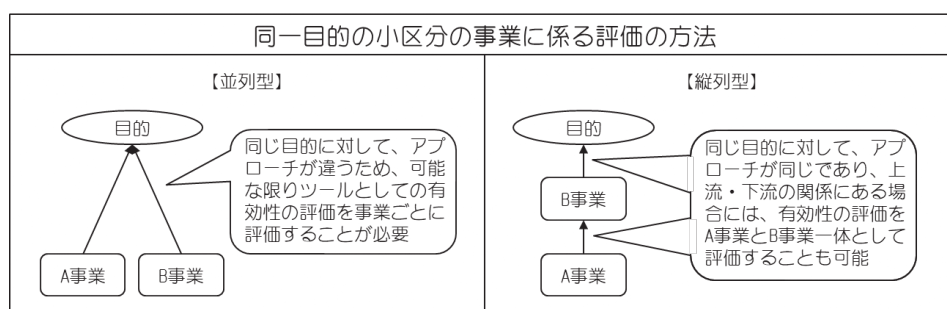 同一目的の小区分の事業に係る評価の方法
【並列型】
目的
同じ目的に対して、アプ
ローチが違うため、可能
な限りツールとしての有
効性の評価を事業ごとに
評価することが必要
A事業
B事業
【縦列型】
目的
同じ目的に対して、アプ
ローチが同じであり、上
流・下流の関係にある場
合には、有効性の評価を
A事業とB事業一体として
評価することも可能
B事業
A事業